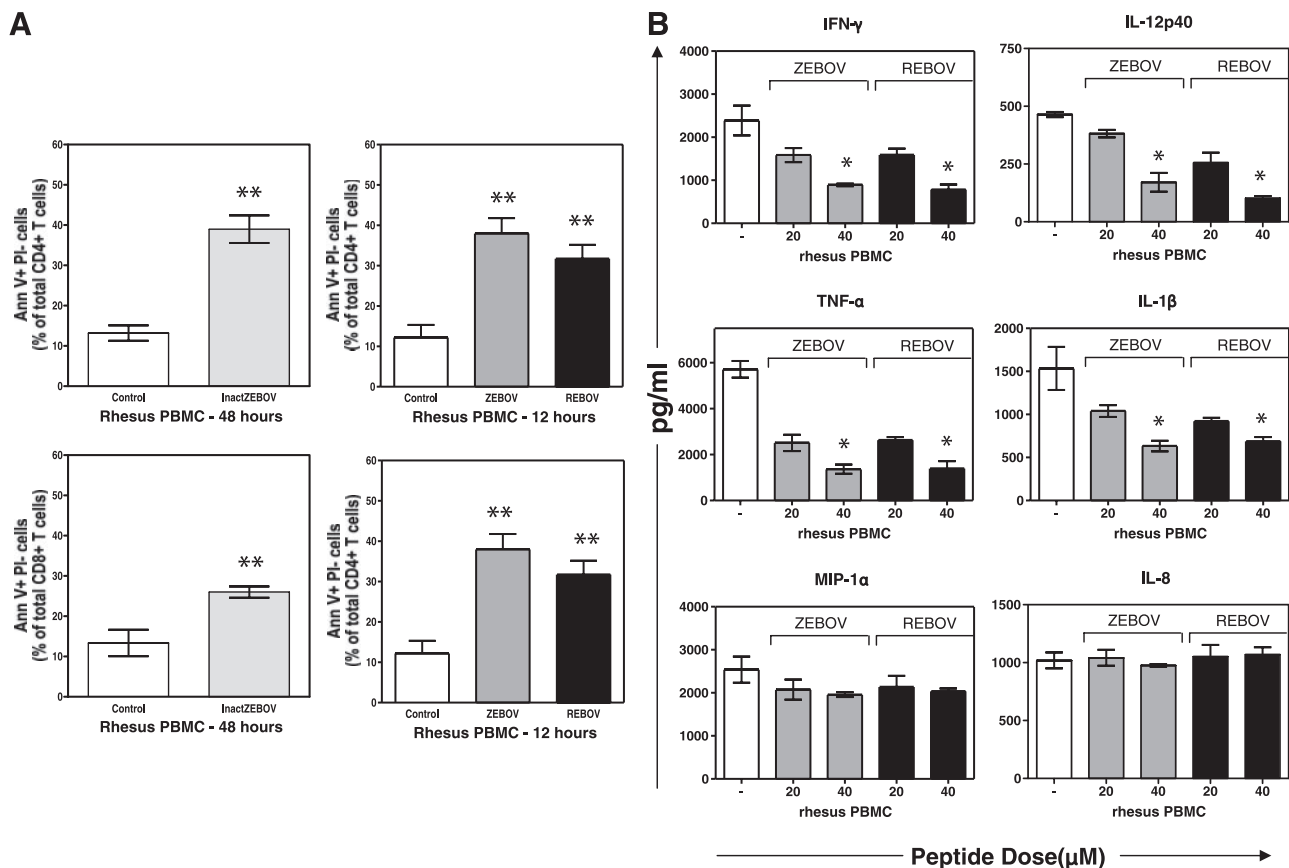 A
60
50
40
30
20
10
0
Ann V+ PI- cells
(% of total CD4+ T cells)
**
Control
InactZEBOV
Rhesus PBMC - 48 hours
60
50
40
30
20
10
0
Ann V+ PI- cells
(% of total CD4+ T cells)
**
**
Control
ZEBOV
REBOV
Rhesus PBMC - 12 hours
60
50
40
30
20
10
0
Ann V+ PI- cells
(% of total CD8+ T cells)
**
Control
InactZEBOV
Rhesus PBMC - 48 hours
60
50
40
30
20
10
0
Ann V+ PI- cells
(% of total CD4+ T cells)
**
**
Control
ZEBOV
REBOV
Rhesus PBMC - 12 hours
B
pg/ml
IFN-γ
4000
3000
2000
1000
0
ZEBOV
REBOV
*
*
- 20 40 20 40
rhesus PBMC
IL-12p40
750
500
250
0
ZEBOV
REBOV
*
*
- 20 40 20 40
rhesus PBMC
TNF-α
6000
4000
2000
0
ZEBOV
REBOV
*
*
- 20 40 20 40
rhesus PBMC
IL-1β
2000
1500
1000
500
0
ZEBOV
REBOV
*
*
- 20 40 20 40
rhesus PBMC
MIP-1α
4000
3000
2000
1000
0
ZEBOV
REBOV
- 20 40 20 40
rhesus PBMC
IL-8
1500
1000
500
0
ZEBOV
REBOV
- 20 40 20 40
rhesus PBMC
Peptide Dose(µM)